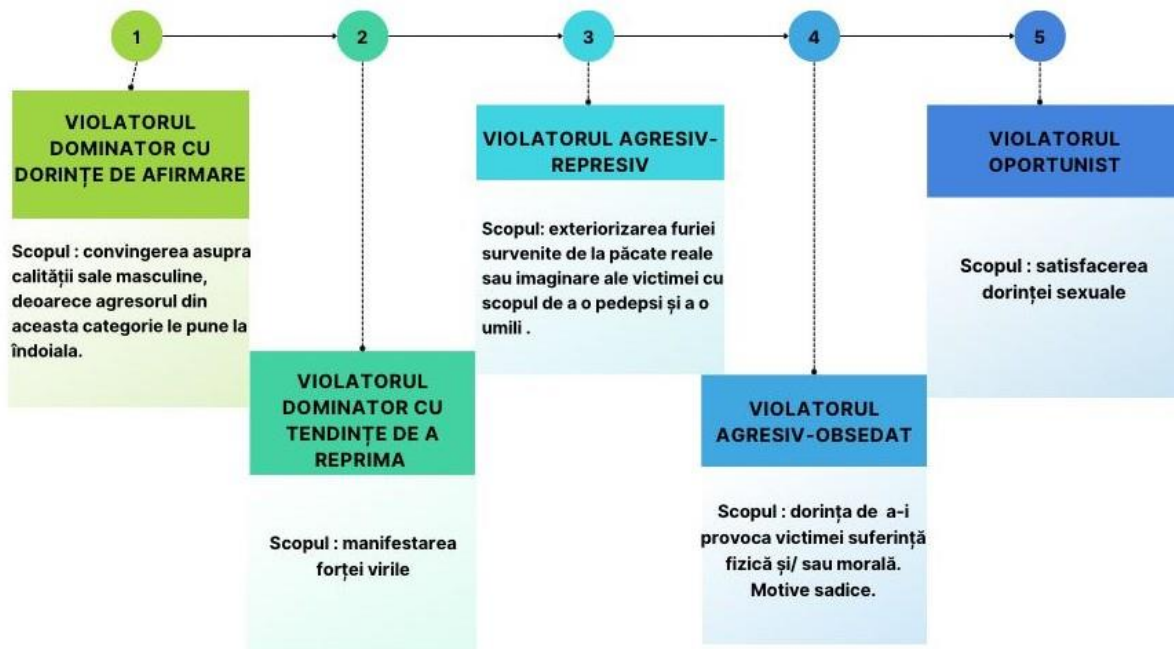 1
2
3
4
5
VIOLATORUL
DOMINATOR CU
DORINȚE DE AFIRMARE
Scopul : convingerea asupra
calității sale masculine,
deoarece agresorul din
aceasta categorie le pune la
îndoiala.
VIOLATORUL
DOMINATOR CU
TENDINȚE DE A
REPRIMA
Scopul : manifestarea
forței virile
VIOLATORUL AGRESIV-
REPRESIV
Scopul: exteriorizarea furiei
survenite de la păcate reale
sau imaginare ale victimei cu
scopul de a o pedepsi și a o
umili .
VIOLATORUL
AGRESIV-OBSEDAT
Scopul : dorința de a-i
provoca victimei suferință
fizică și/ sau morală.
Motive sadice.
VIOLATORUL
OPORTUNIST
Scopul : satisfacerea
dorinței sexuale